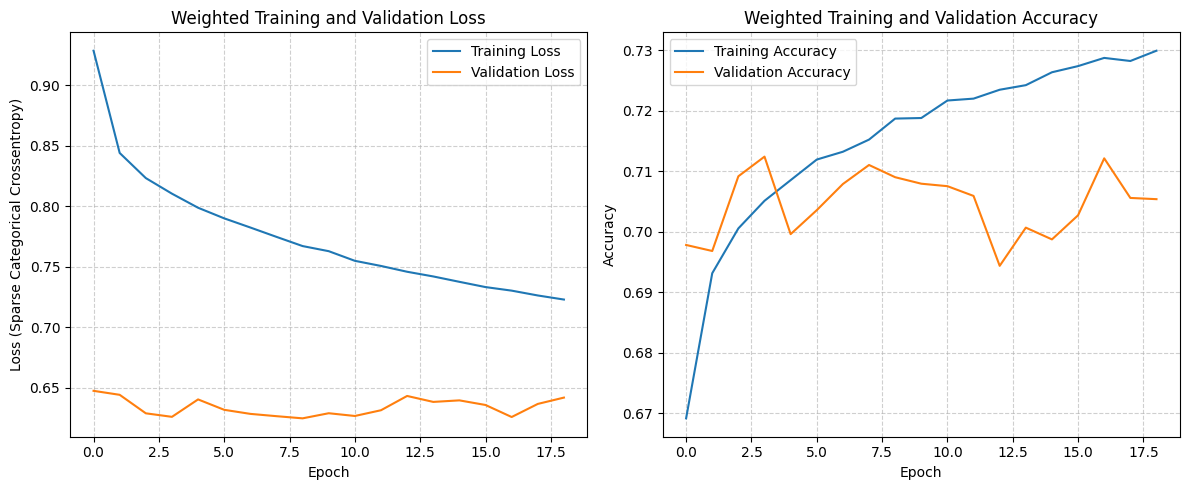 Weighted Training and Validation Loss
Training Loss
Validation Loss
Loss (Sparse Categorical Crossentropy)
0.90
0.85
0.80
0.75
0.70
0.65
0.0 2.5 5.0 7.5 10.0 12.5 15.0 17.5
Epoch
Weighted Training and Validation Accuracy
Training Accuracy
Validation Accuracy
Accuracy
0.73
0.72
0.71
0.70
0.69
0.68
0.67
0.0 2.5 5.0 7.5 10.0 12.5 15.0 17.5
Epoch